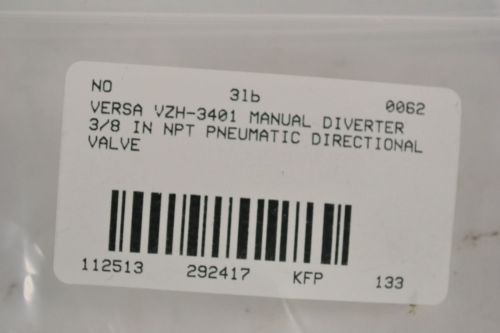 NO 31b 0062
VERSA VZH-3401 MANUAL DIVERTER
3/8 IN NPT PNEUMATIC DIRECTIONAL
VALVE
112513 292417 KFP 133